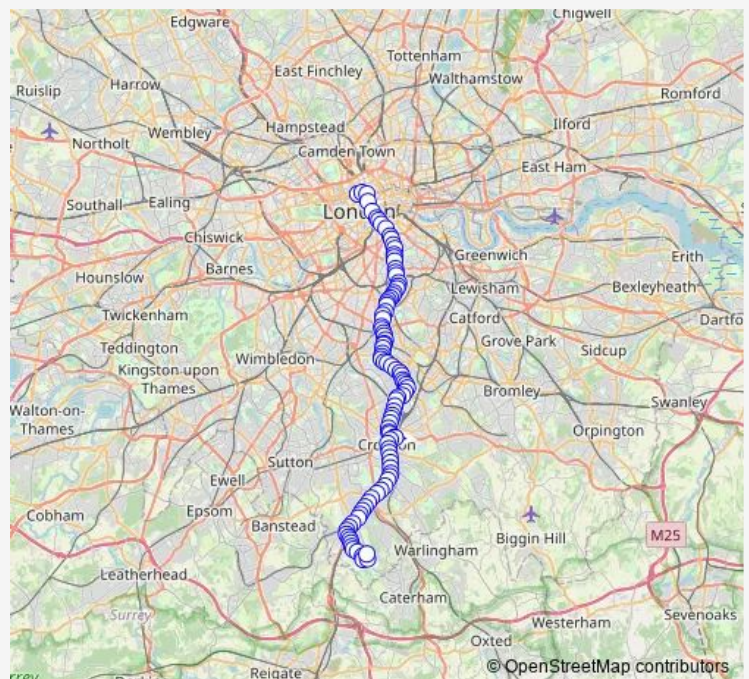 Edgware
Chigwell
Tottenham
East Finchley
Walthamstow
Ruislip
Harrow
Romford
Hampstead
Ilford
Wembley
Northolt
Camden Town
East Ham
Southall
Ealing
London
Chiswick
Greenwich
Barnes
Erith
Hounslow
Lewisham
Bexleyheath
Twickenham
Catford
Dartfo
Teddington
Grove Park
Sidcup
Wimbledon
Kingston upon
Thames
Bromley
Swanley
Walton-on-
Thames
Orpington
Croydon
Sutton
Ewell
Epsom
Cobham
Banstead
M25
Biggin Hill
Warlingham
Leatherhead
Caterham
Surrey
Westerham
Sevenoaks
Oxted
Reigate
© OpenStreetMap contributors